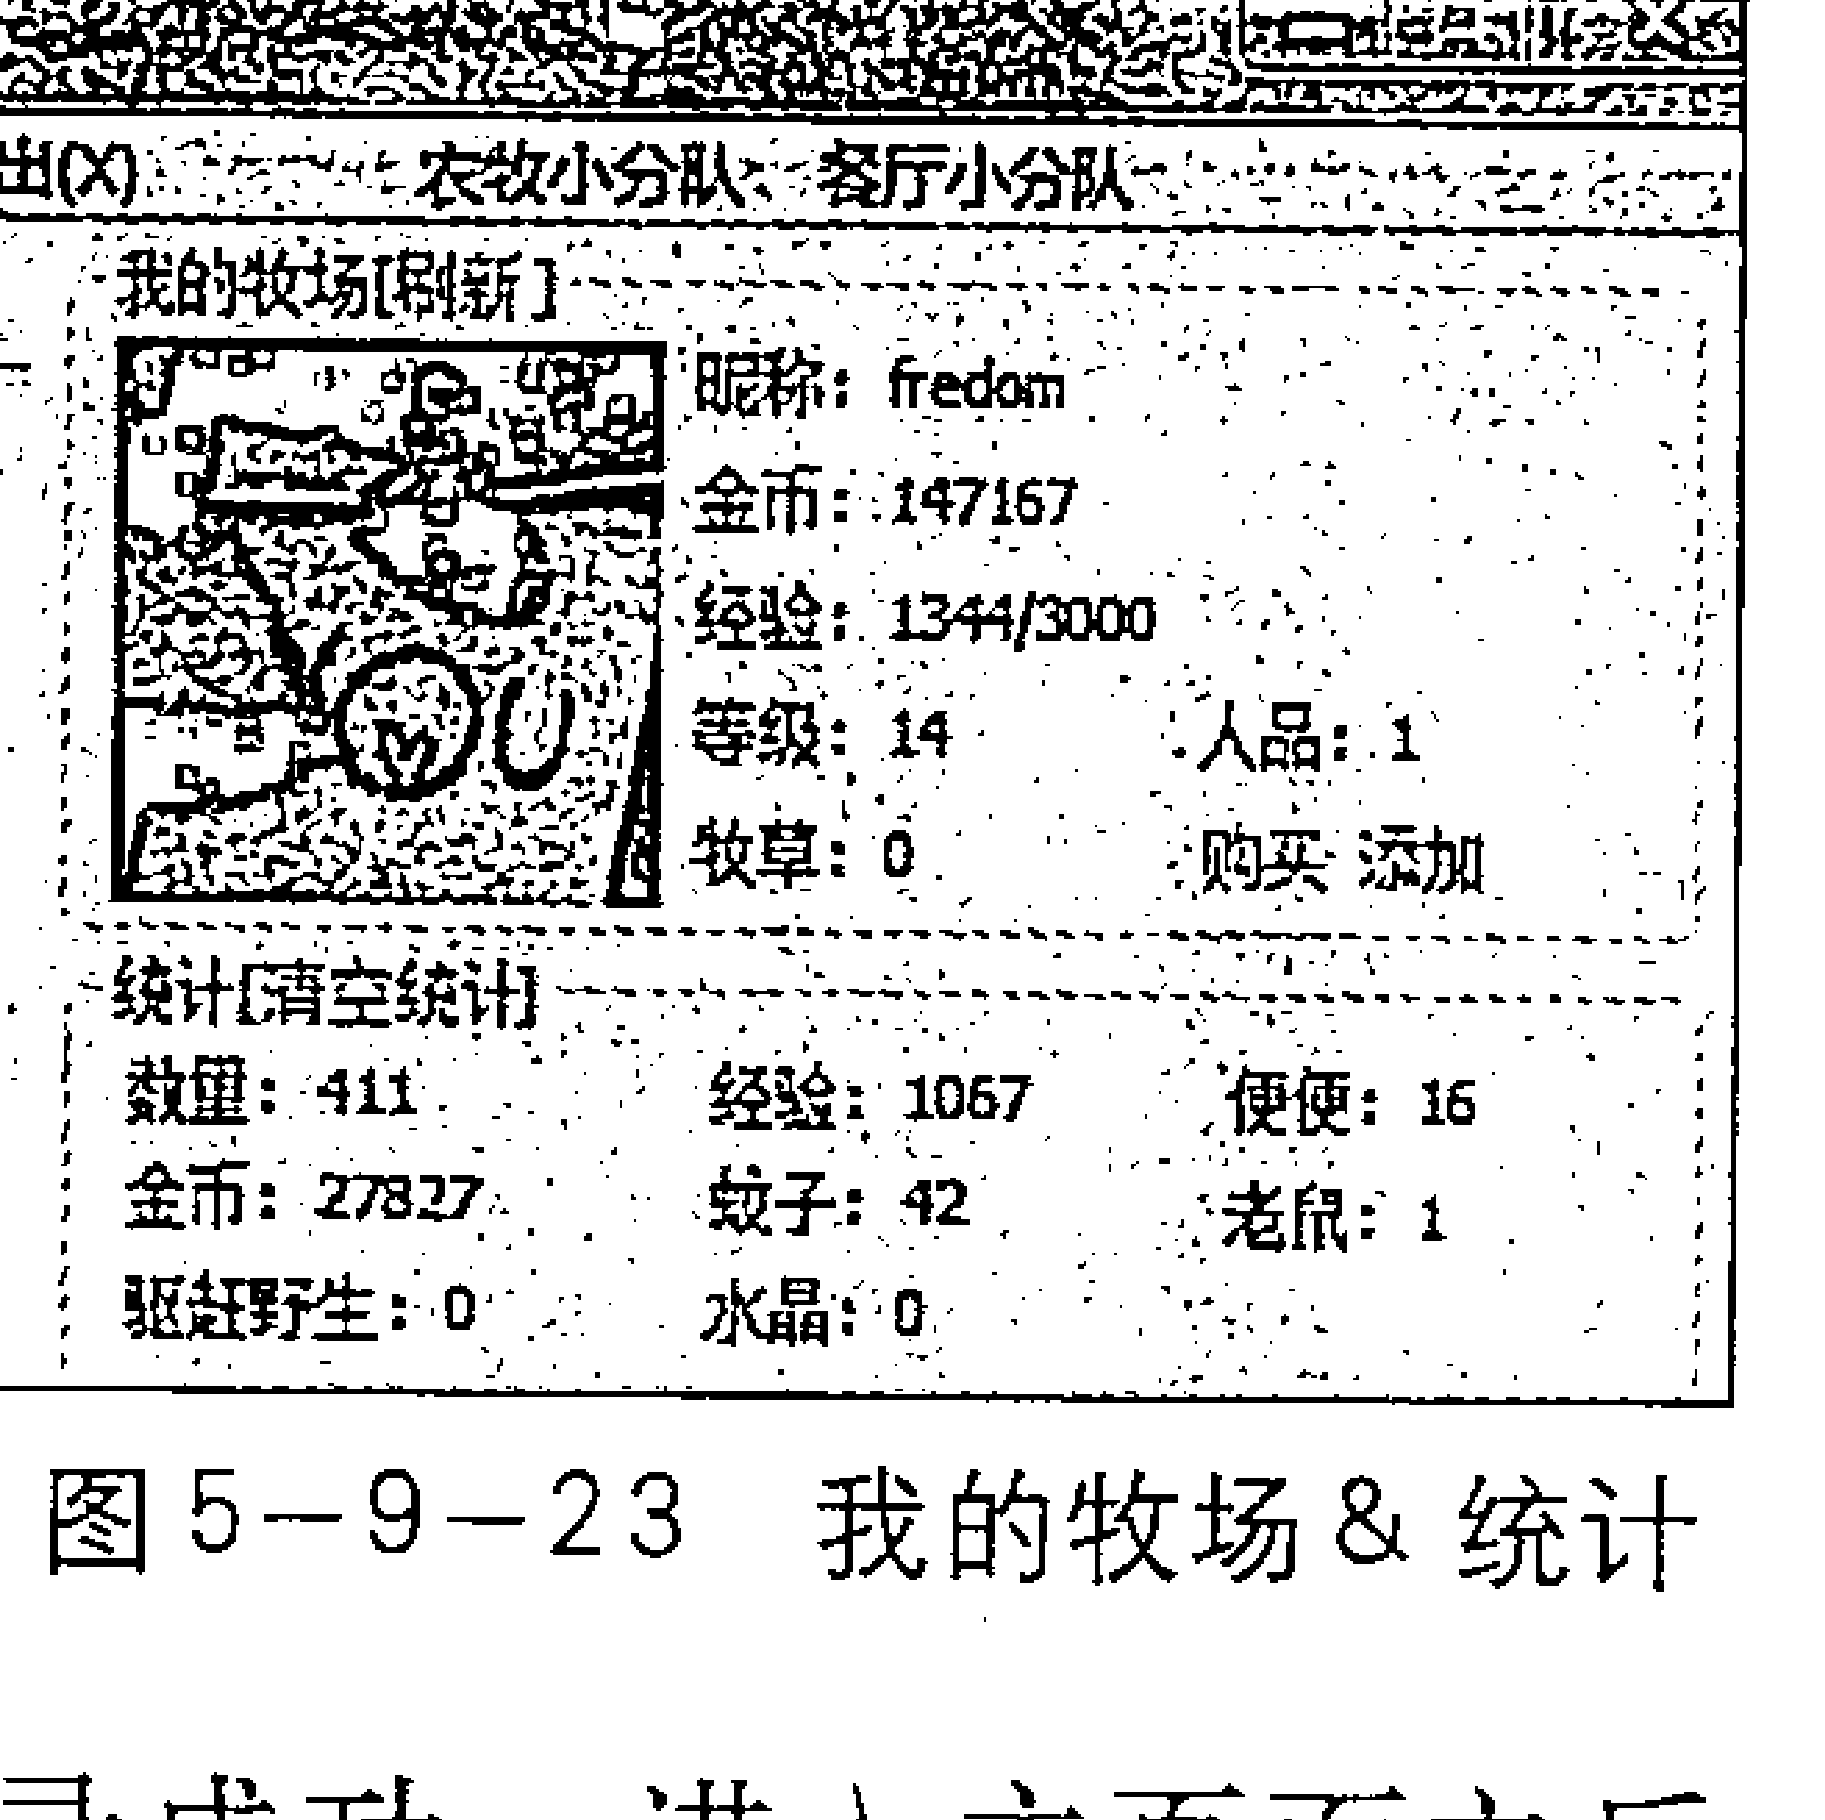 出(X) 农牧小分队 客厅小分队
我的牧场[刷新]
昵称: fredom
金币: 147167
经验: 1344/3000
等级: 14 人品: 1
牧草: 0 购买 添加
统计[清空统计]
数里: 411 经验: 1067 便便: 16
金币: 27827 蚊子: 42 老鼠: 1
驱赶野生: 0 水晶: 0
图5-9-23 我的牧场& 统计